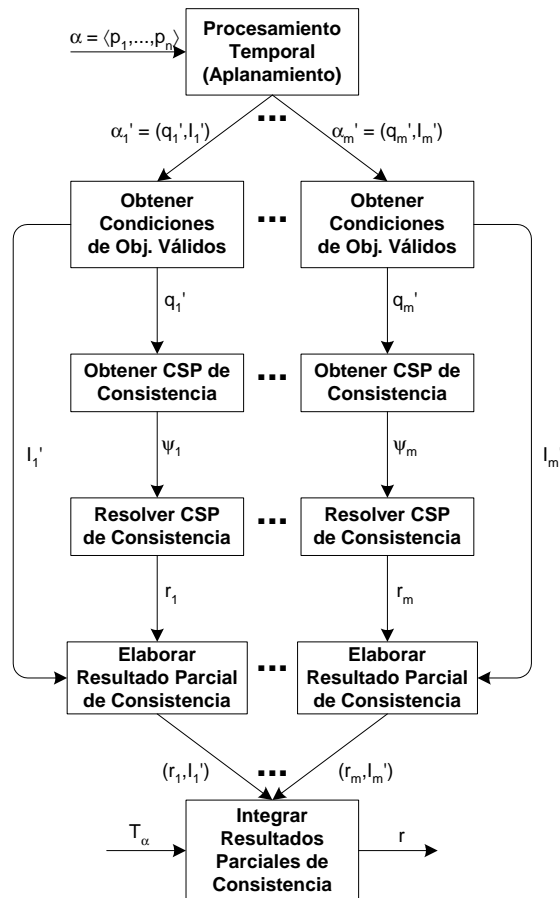 α = ⟨p₁,...,pₙ⟩
Procesamiento
Temporal
(Aplanamiento)
...
α₁' = (q₁',I₁')
αₘ' = (qₘ',Iₘ')
Obtener
Condiciones
de Obj. Válidos
...
Obtener
Condiciones
de Obj. Válidos
q₁'
qₘ'
Obtener CSP de
Consistencia
...
Obtener CSP de
Consistencia
I₁'
ψ₁
ψₘ
Iₘ'
Resolver CSP
de Consistencia
...
Resolver CSP
de Consistencia
r₁
rₘ
Elaborar
Resultado Parcial
de Consistencia
...
Elaborar
Resultado Parcial
de Consistencia
(r₁,I₁')
...
(rₘ,Iₘ')
T_α
Integrar
Resultados
Parciales de
Consistencia
r